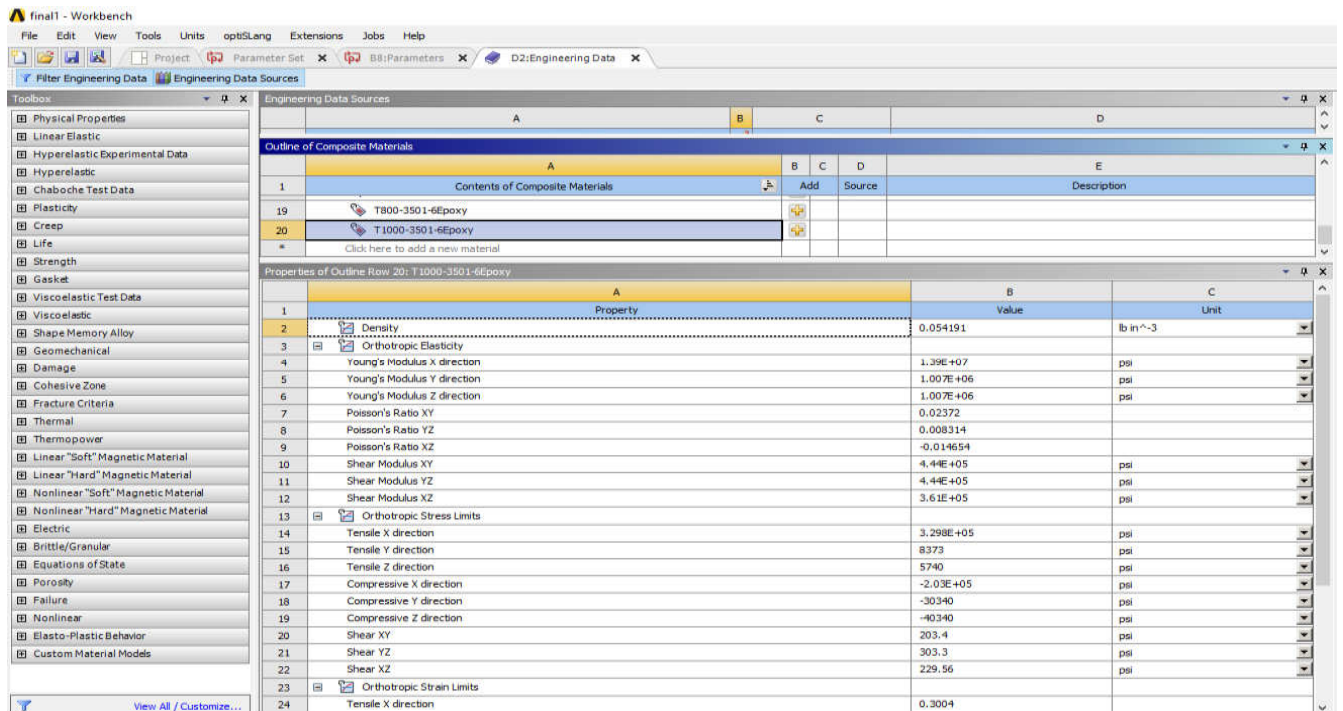 final1 - Workbench
File Edit View Tools Units optiSLang Extensions Jobs Help
Project Parameter Set B8:Parameters D2:Engineering Data
Filter Engineering Data Engineering Data Sources
Toolbox
Physical Properties
Linear Elastic
Hyperelastic Experimental Data
Hyperelastic
Chaboche Test Data
Plasticity
Creep
Life
Strength
Gasket
Viscoelastic Test Data
Viscoelastic
Shape Memory Alloy
Geomechanical
Damage
Cohesive Zone
Fracture Criteria
Thermal
Thermopower
Linear "Soft" Magnetic Material
Linear "Hard" Magnetic Material
Nonlinear "Soft" Magnetic Material
Nonlinear "Hard" Magnetic Material
Electric
Brittle/Granular
Equations of State
Porosity
Failure
Nonlinear
Elasto-Plastic Behavior
Custom Material Models
View All / Customize...
Engineering Data Sources
A B C D
Outline of Composite Materials
A B C D E
1 Contents of Composite Materials Add Source Description
19 T800-3501-6Epoxy
20 T1000-3501-6Epoxy
* Click here to add a new material
Properties of Outline Row 20: T1000-3501-6Epoxy
A B C
1 Property Value Unit
2 Density 0.054191 lb in^-3
3 Orthotropic Elasticity
4 Young's Modulus X direction 1.39E+07 psi
5 Young's Modulus Y direction 1.007E+06 psi
6 Young's Modulus Z direction 1.007E+06 psi
7 Poisson's Ratio XY 0.02372
8 Poisson's Ratio YZ 0.008314
9 Poisson's Ratio XZ -0.014654
10 Shear Modulus XY 4.44E+05 psi
11 Shear Modulus YZ 4.44E+05 psi
12 Shear Modulus XZ 3.61E+05 psi
13 Orthotropic Stress Limits
14 Tensile X direction 3.298E+05 psi
15 Tensile Y direction 8373 psi
16 Tensile Z direction 5740 psi
17 Compressive X direction -2.03E+05 psi
18 Compressive Y direction -30340 psi
19 Compressive Z direction -40340 psi
20 Shear XY 203.4 psi
21 Shear YZ 303.3 psi
22 Shear XZ 229.56 psi
23 Orthotropic Strain Limits
24 Tensile X direction 0.3004